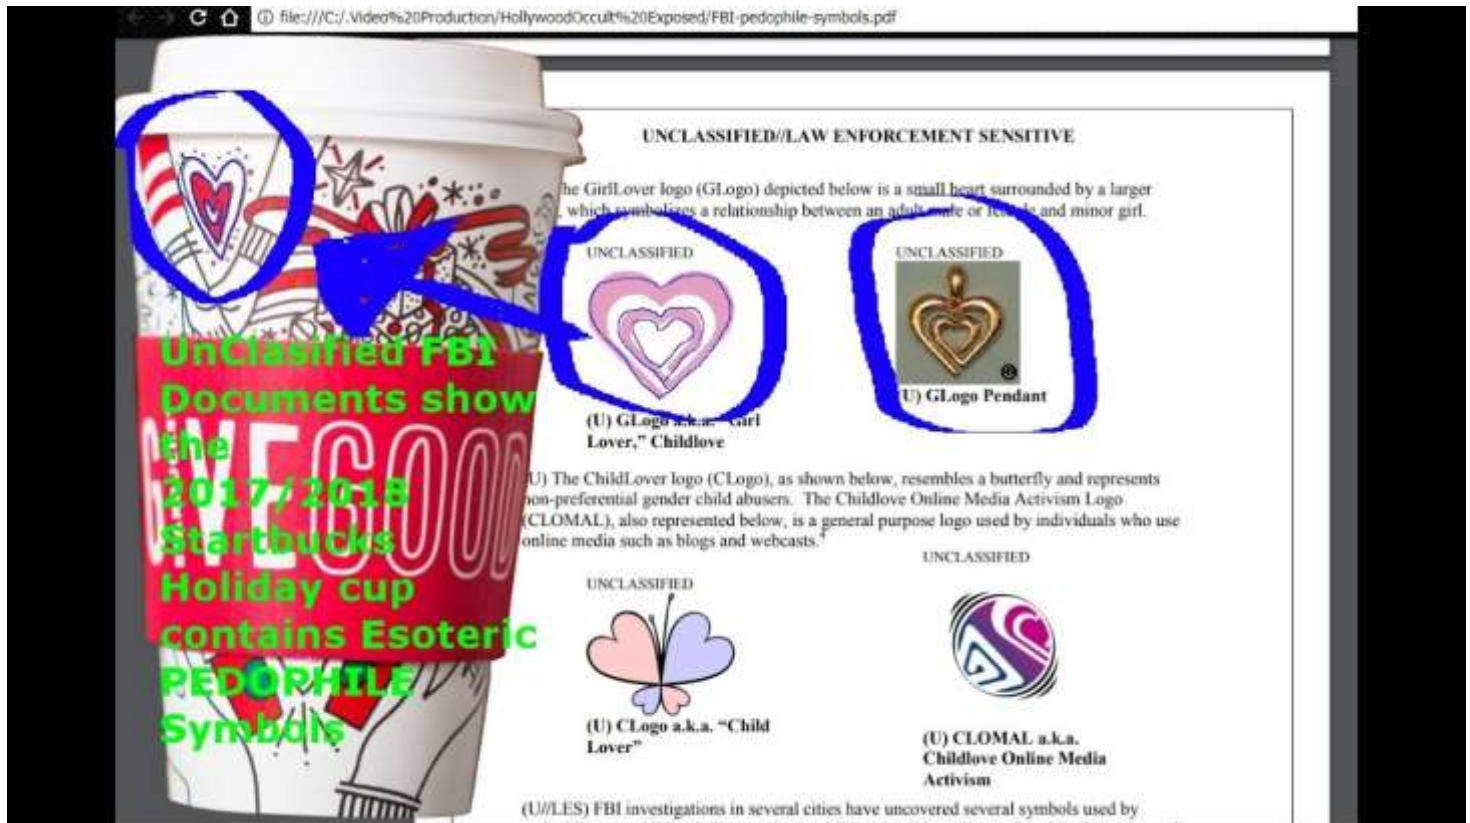 file:///C:/.Video%20Production/HollywoodOccult%20Exposed/FBI-pedophile-symbols.pdf
UNCLASSIFIED//LAW ENFORCEMENT SENSITIVE
he GirlLover logo (GLogo) depicted below is a small heart surrounded by a larger
, which symbolizes a relationship between an adult male or female and minor girl.
UNCLASSIFIED
UNCLASSIFIED
(U) GLogo a.k.a. "Girl
Lover," Childlove
U) GLogo Pendant
U) The ChildLover logo (CLogo), as shown below, resembles a butterfly and represents
non-preferential gender child abusers. The Childlove Online Media Activism Logo
(CLOMAL), also represented below, is a general purpose logo used by individuals who use
online media such as blogs and webcasts.4
UNCLASSIFIED
UNCLASSIFIED
(U) CLogo a.k.a. “Child
Lover”
(U) CLOMAL a.k.a.
Childlove Online Media
Activism
(U//LES) FBI investigations in several cities have uncovered several symbols used by
GIVEGOOD
UnClasified FBI
Documents show
the
2017/2018
Startbucks
Holiday cup
contains Esoteric
PEDOPHILE
Symbols